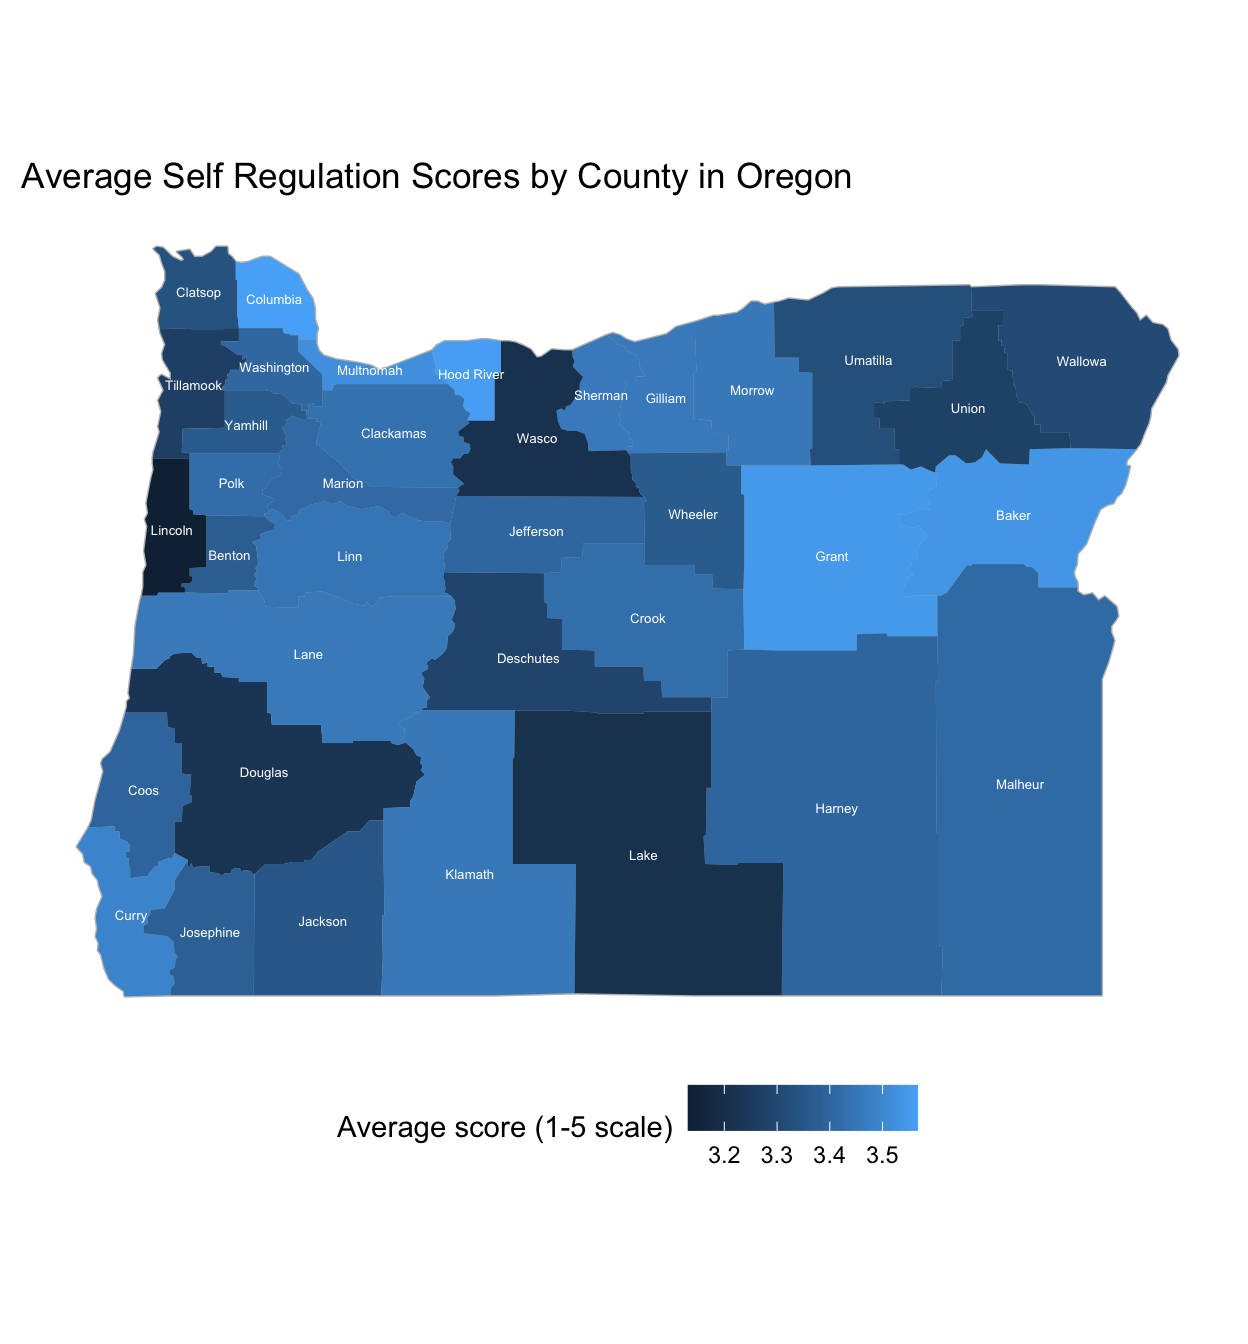 Average Self Regulation Scores by County in Oregon
Clatsop
Columbia
Washington
Multnomah
Hood River
Tillamook
Sherman
Gilliam
Morrow
Umatilla
Wallowa
Union
Yamhill
Clackamas
Wasco
Polk
Marion
Wheeler
Baker
Lincoln
Jefferson
Benton
Linn
Grant
Crook
Lane
Deschutes
Douglas
Malheur
Coos
Harney
Lake
Klamath
Curry
Jackson
Josephine
Average score (1-5 scale)
3.2 3.3 3.4 3.5